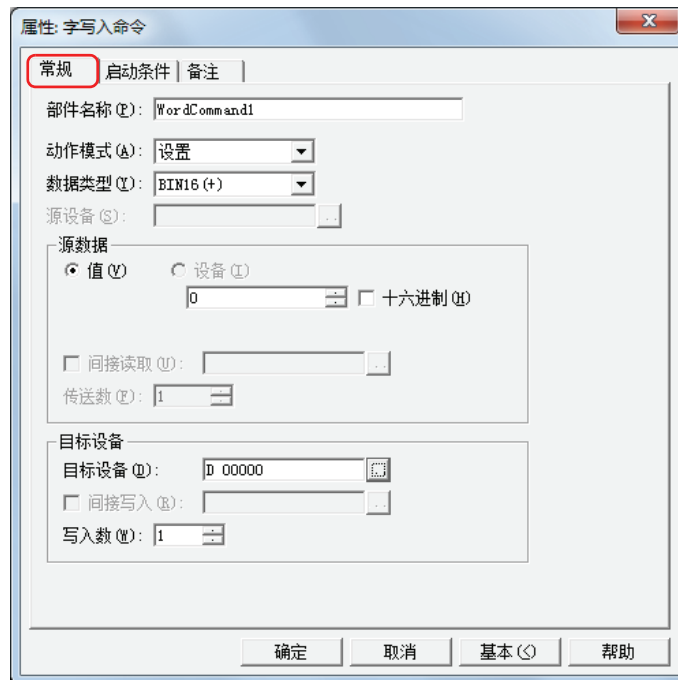 属性: 字写入命令
常规 启动条件 备注
部件名称(P): WordCommand1
动作模式(A): 设置
数据类型(Y): BIN16(+)
源设备(S): ..
源数据
值(V) 设备(I)
0 十六进制(H)
间接读取(U): ..
传送数(F): 1
目标设备
目标设备(D): D 00000 ..
间接写入(R): ..
写入数(W): 1
确定 取消 基本(<) 帮助